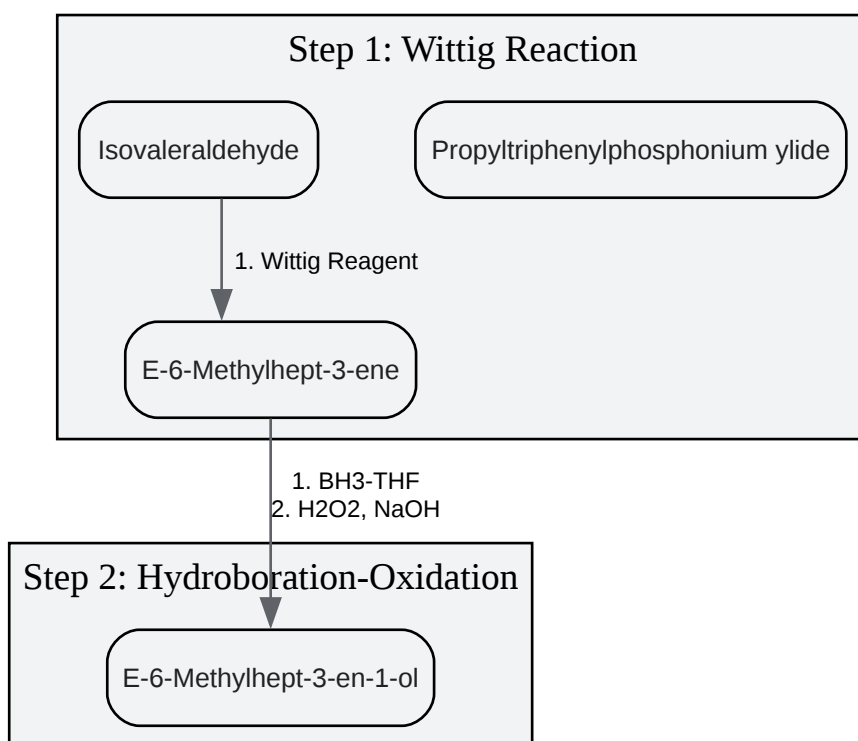 Step 1: Wittig Reaction
Isovaleraldehyde
Propyltriphenylphosphonium ylide
1. Wittig Reagent
E-6-Methylhept-3-ene
1. BH3-THF
2. H2O2, NaOH
Step 2: Hydroboration-Oxidation
E-6-Methylhept-3-en-1-ol